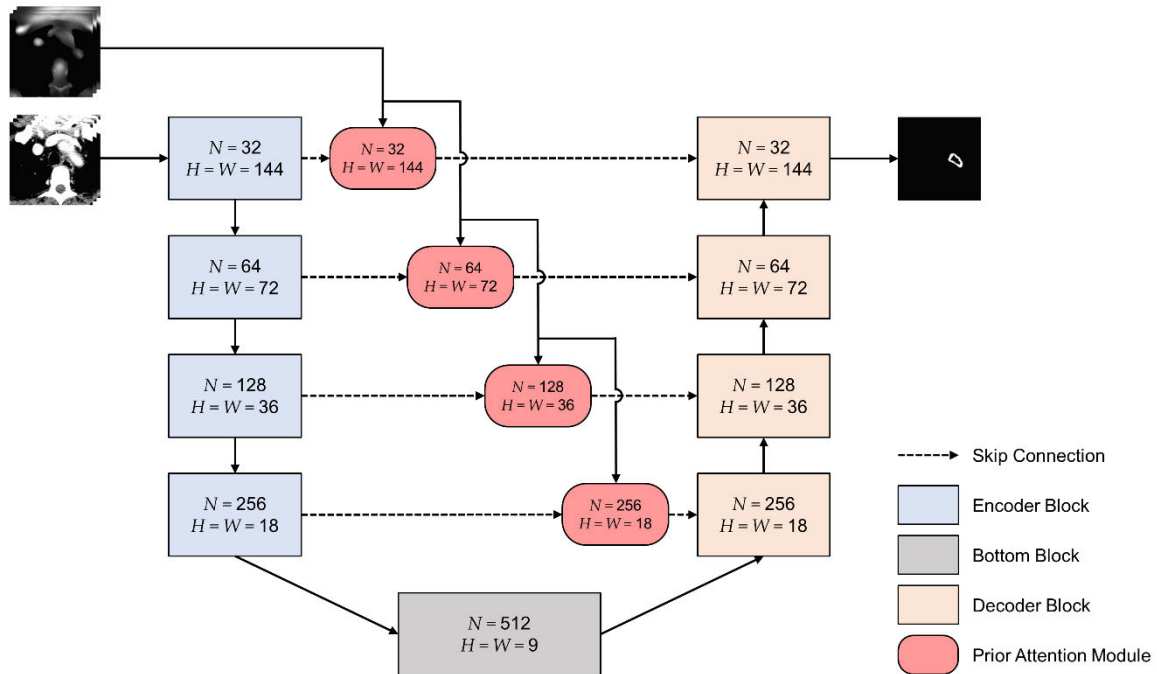 N = 32
H = W = 144
N = 32
H = W = 144
N = 32
H = W = 144
N = 64
H = W = 72
N = 64
H = W = 72
N = 64
H = W = 72
N = 128
H = W = 36
N = 128
H = W = 36
N = 128
H = W = 36
N = 256
H = W = 18
N = 256
H = W = 18
N = 256
H = W = 18
N = 512
H = W = 9
Skip Connection
Encoder Block
Bottom Block
Decoder Block
Prior Attention Module